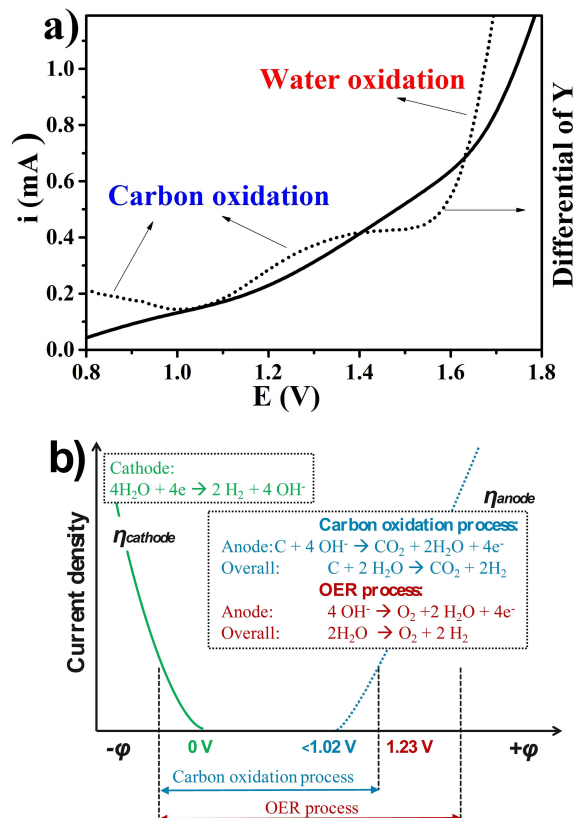 a)
1.0
0.8
0.6
0.4
0.2
0.0
i (mA)
Water oxidation
Carbon oxidation
Differential of Y
0.8 1.0 1.2 1.4 1.6 1.8
E (V)
b)
Cathode:
4H₂O + 4e → 2 H₂ + 4 OH⁻
ηcathode
ηanode
Carbon oxidation process:
Anode:C + 4 OH⁻ → CO₂ + 2H₂O + 4e⁻
Overall: C + 2 H₂O → CO₂ + 2H₂
OER process:
Anode: 4 OH⁻ → O₂ +2 H₂O + 4e⁻
Overall: 2H₂O → O₂ + 2 H₂
Current density
-φ 0 V <1.02 V 1.23 V +φ
Carbon oxidation process
OER process